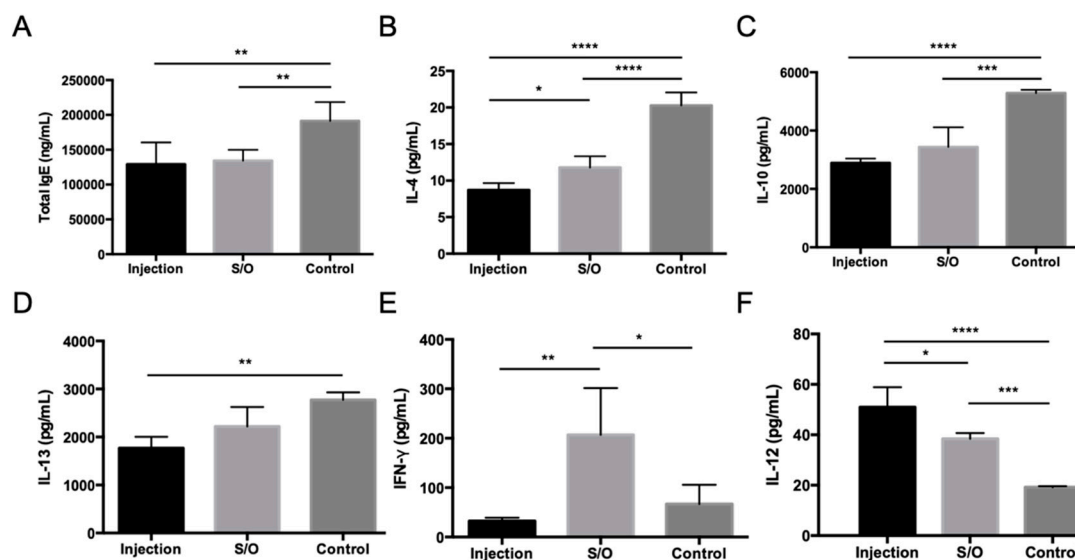 A
**
**
Total IgE (ng/mL)
250000
200000
150000
100000
50000
0
Injection
S/O
Control
B
****
****
*
IL-4 (pg/mL)
25
20
15
10
5
0
Injection
S/O
Control
C
****
***
IL-10 (pg/mL)
6000
4000
2000
0
Injection
S/O
Control
D
**
IL-13 (pg/mL)
4000
3000
2000
1000
0
Injection
S/O
Control
E
*
**
IFN-γ (pg/mL)
400
300
200
100
0
Injection
S/O
Control
F
****
*
***
IL-12 (pg/mL)
80
60
40
20
0
Injection
S/O
Control